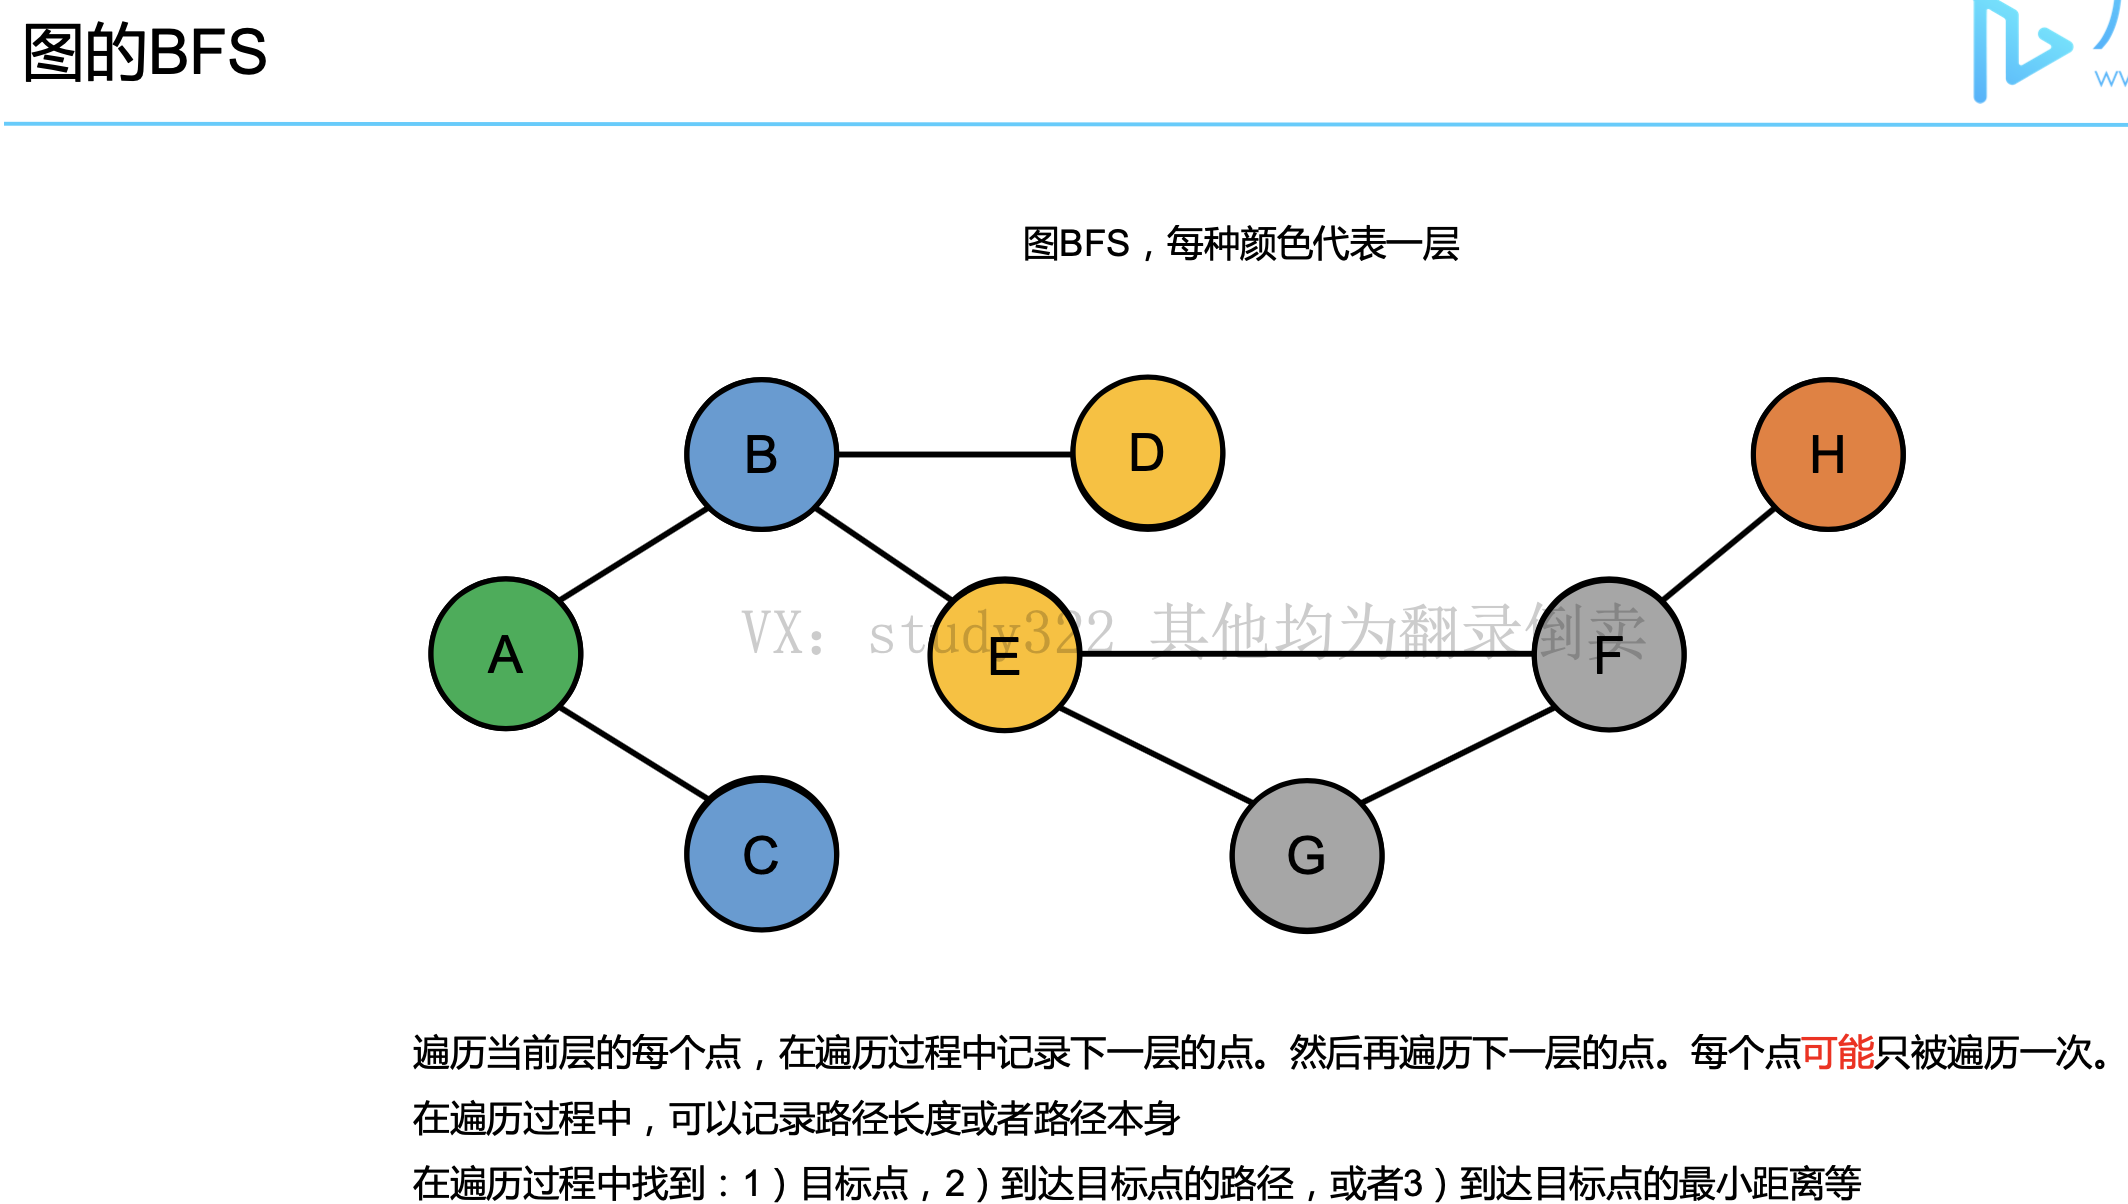 图的BFS
图BFS，每种颜色代表一层
B
D
H
A
E
F
C
G
VX：study322 其他均为翻录倒卖
遍历当前层的每个点，在遍历过程中记录下一层的点。然后再遍历下一层的点。每个点可能只被遍历一次。
在遍历过程中，可以记录路径长度或者路径本身
在遍历过程中找到：1）目标点，2）到达目标点的路径，或者3）到达目标点的最小距离等